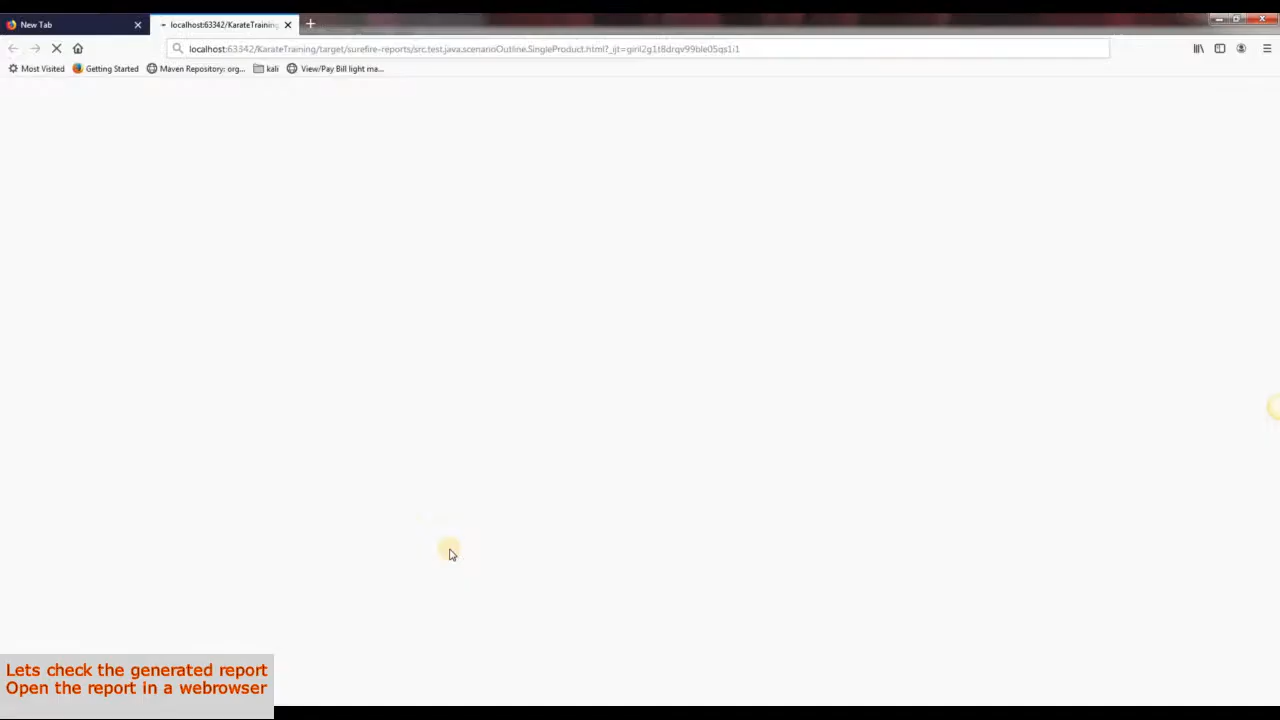 New Tab
localhost:63342/KarateTraining
localhost:63342/KarateTraining/target/surefire-reports/src.test.java.scenarioOutline.SingleProduct.html?_ijt=giril2g1t8drqv99ble05qs1i1
Most Visited
Getting Started
Maven Repository: org...
kali
View/Pay Bill light ma...
Lets check the generated report
Open the report in a webrowser